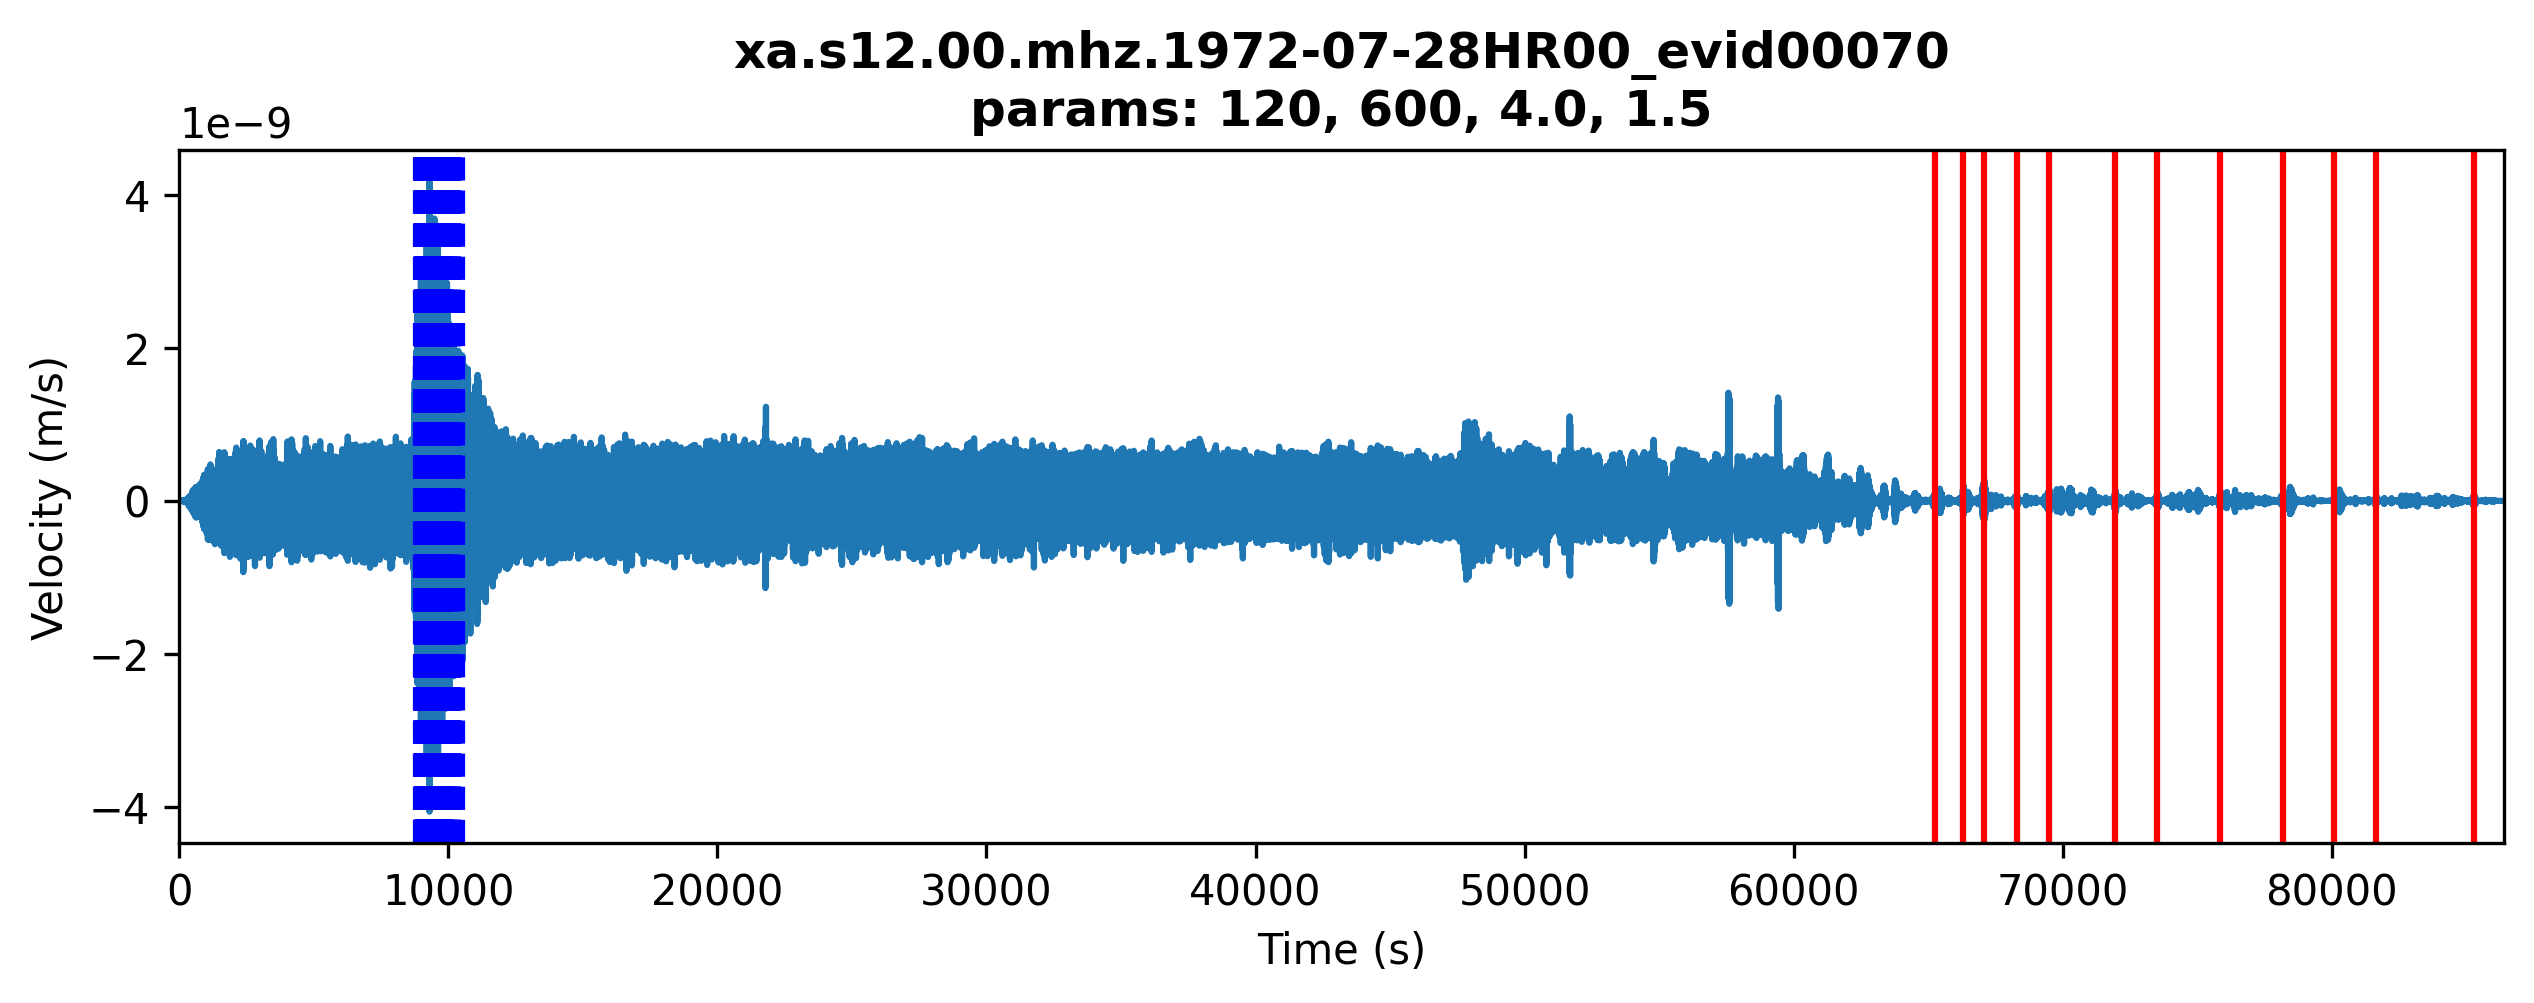 xa.s12.00.mhz.1972-07-28HR00_evid00070
params: 120, 600, 4.0, 1.5
1e−9
4
2
0
−2
−4
Velocity (m/s)
0 10000 20000 30000 40000 50000 60000 70000 80000
Time (s)